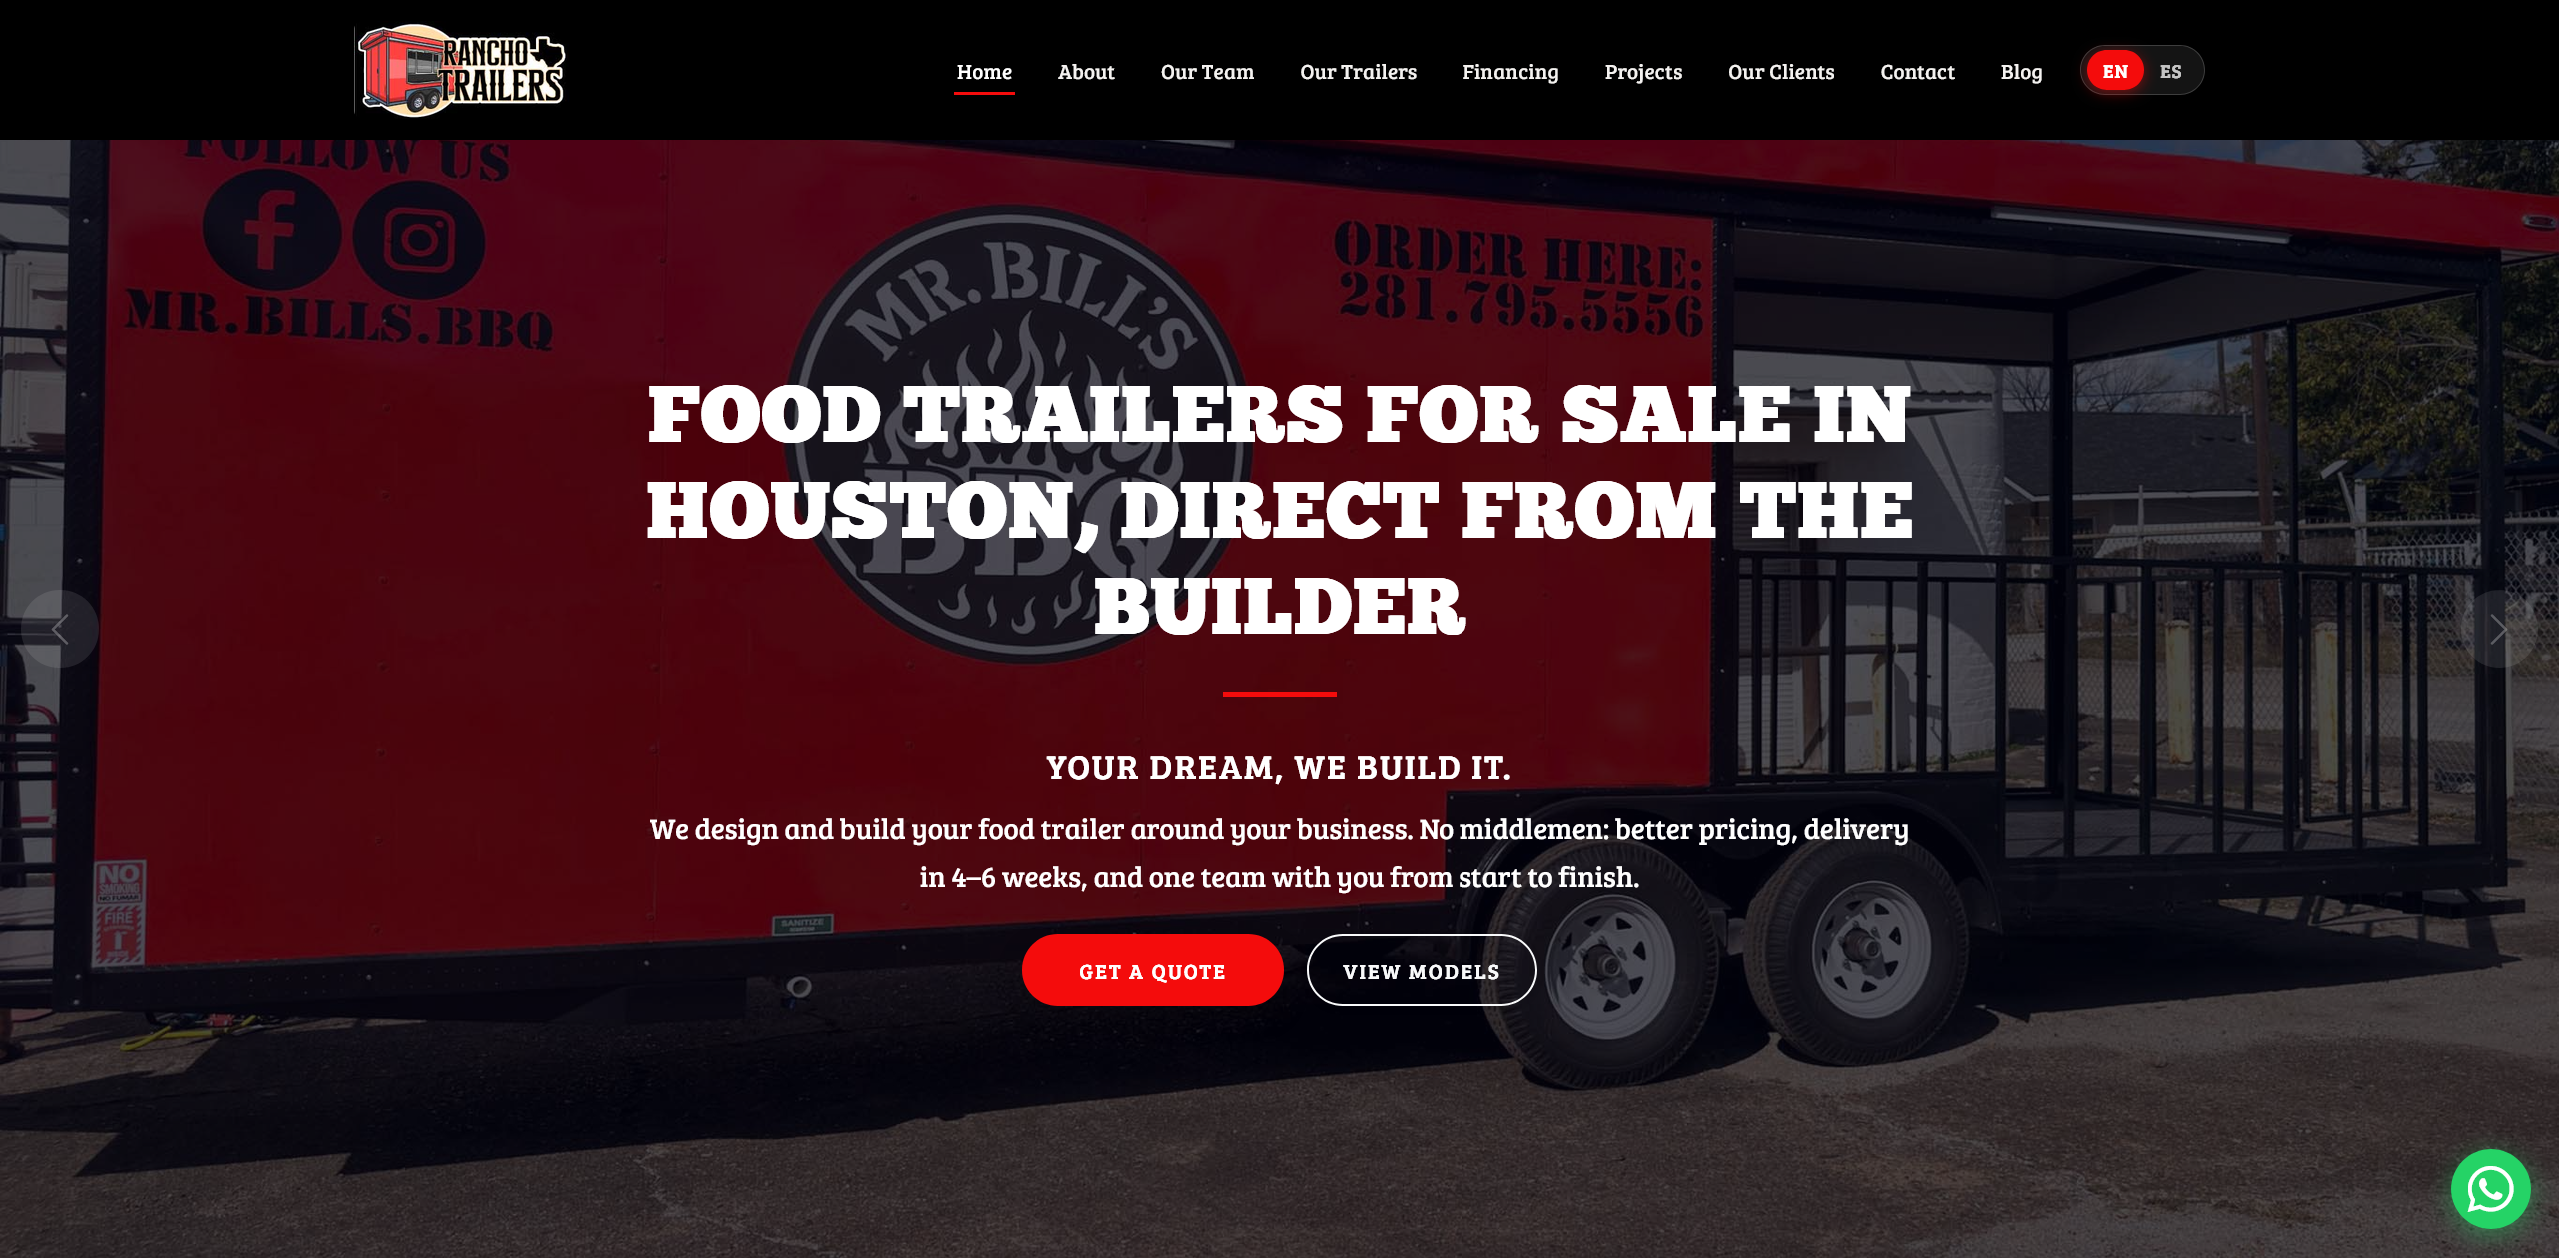 RANCHO
TRAILERS
Home
About
Our Team
Our Trailers
Financing
Projects
Our Clients
Contact
Blog
EN
ES
FOLLOW US
MR.BILLS.BBQ
MR. BILL'S
BBQ
ORDER HERE:
281.795.5556
FOOD TRAILERS FOR SALE IN
HOUSTON, DIRECT FROM THE
BUILDER
YOUR DREAM, WE BUILD IT.
We design and build your food trailer around your business. No middlemen: better pricing, delivery
in 4–6 weeks, and one team with you from start to finish.
GET A QUOTE
VIEW MODELS
NO
SMOKING
NO FUMAR
FIRE
SANITIZE